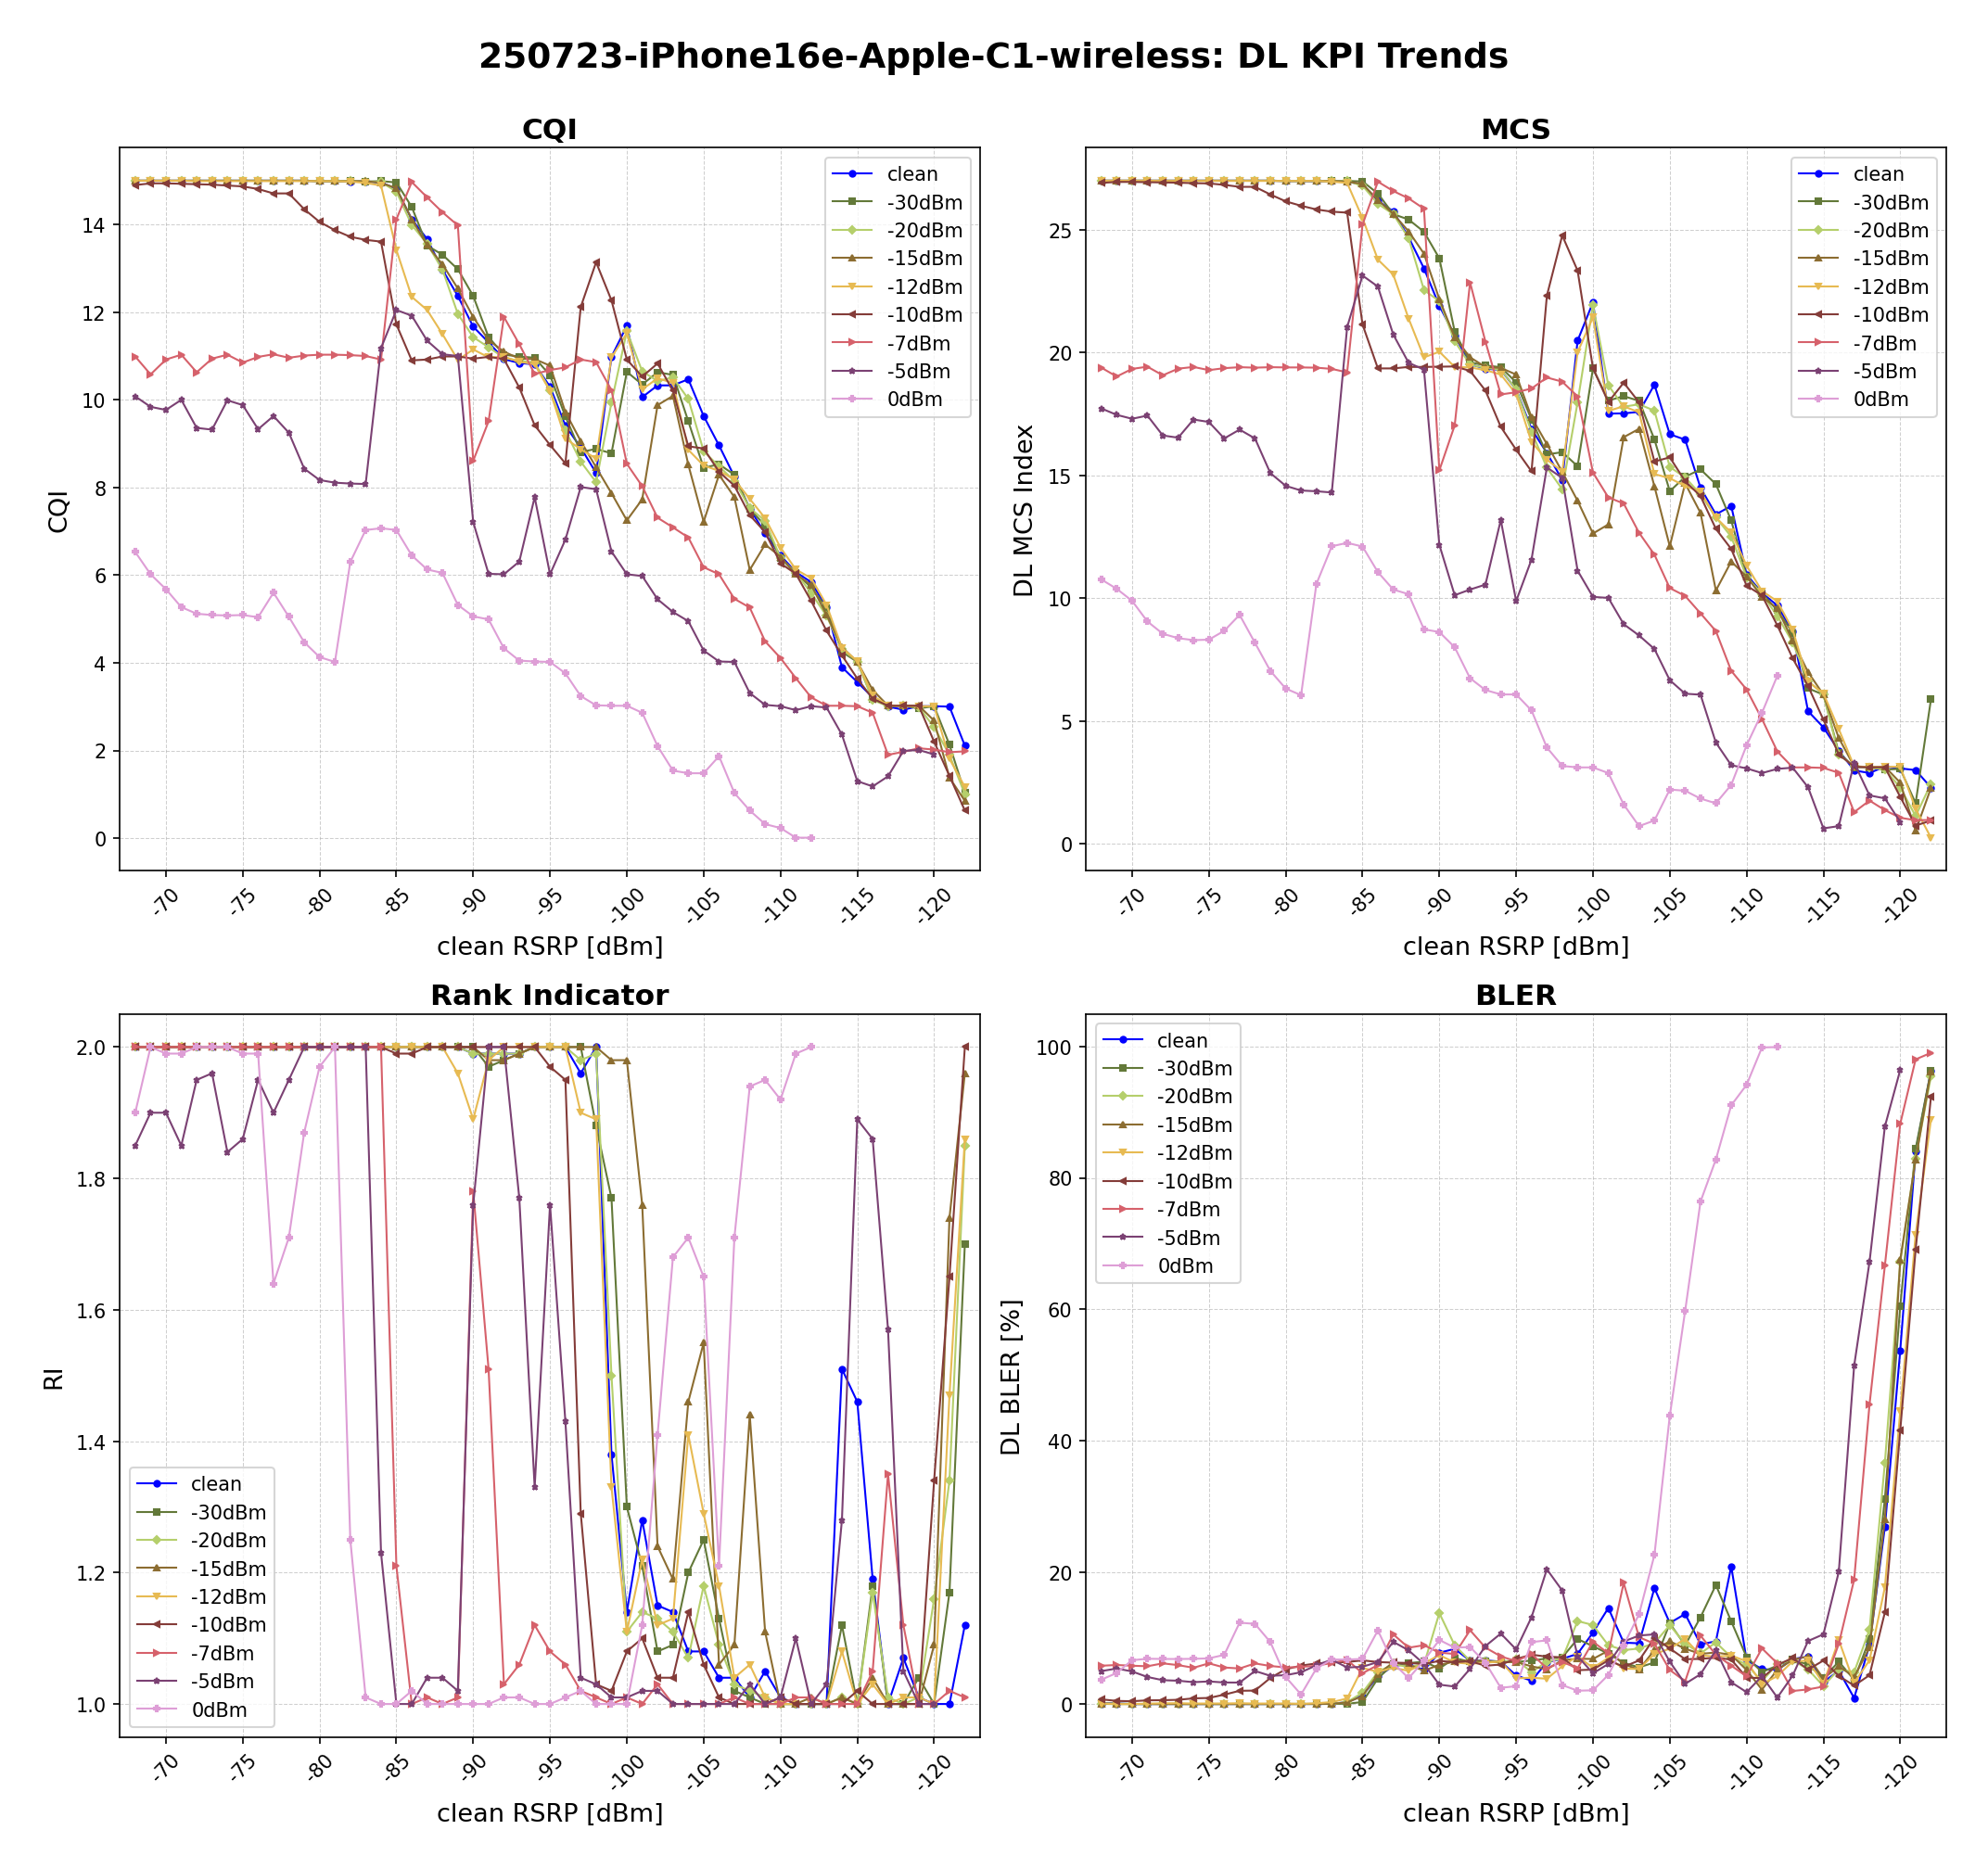 250723-iPhone16e-Apple-C1-wireless: DL KPI Trends
CQI
14
12
10
8
6
4
2
0
CQI
clean
-30dBm
-20dBm
-15dBm
-12dBm
-10dBm
-7dBm
-5dBm
0dBm
-70
-75
-80
-85
-90
-95
-100
-105
-110
-115
-120
clean RSRP [dBm]
MCS
25
20
15
10
5
0
DL MCS Index
clean
-30dBm
-20dBm
-15dBm
-12dBm
-10dBm
-7dBm
-5dBm
0dBm
-70
-75
-80
-85
-90
-95
-100
-105
-110
-115
-120
clean RSRP [dBm]
Rank Indicator
2.0
1.8
1.6
1.4
1.2
1.0
RI
clean
-30dBm
-20dBm
-15dBm
-12dBm
-10dBm
-7dBm
-5dBm
0dBm
-70
-75
-80
-85
-90
-95
-100
-105
-110
-115
-120
clean RSRP [dBm]
BLER
100
80
60
40
20
0
DL BLER [%]
clean
-30dBm
-20dBm
-15dBm
-12dBm
-10dBm
-7dBm
-5dBm
0dBm
-70
-75
-80
-85
-90
-95
-100
-105
-110
-115
-120
clean RSRP [dBm]